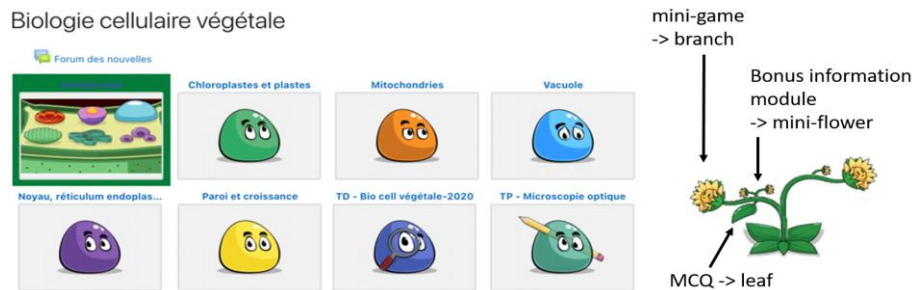 Biologie cellulaire végétale
Forum des nouvelles
Chloroplastes et plastes
Mitochondries
Vacuole
Noyau, réticulum endoplas...
Paroi et croissance
TD - Bio cell végétale-2020
TP - Microscopie optique
mini-game
-> branch
Bonus information
module
-> mini-flower
MCQ -> leaf